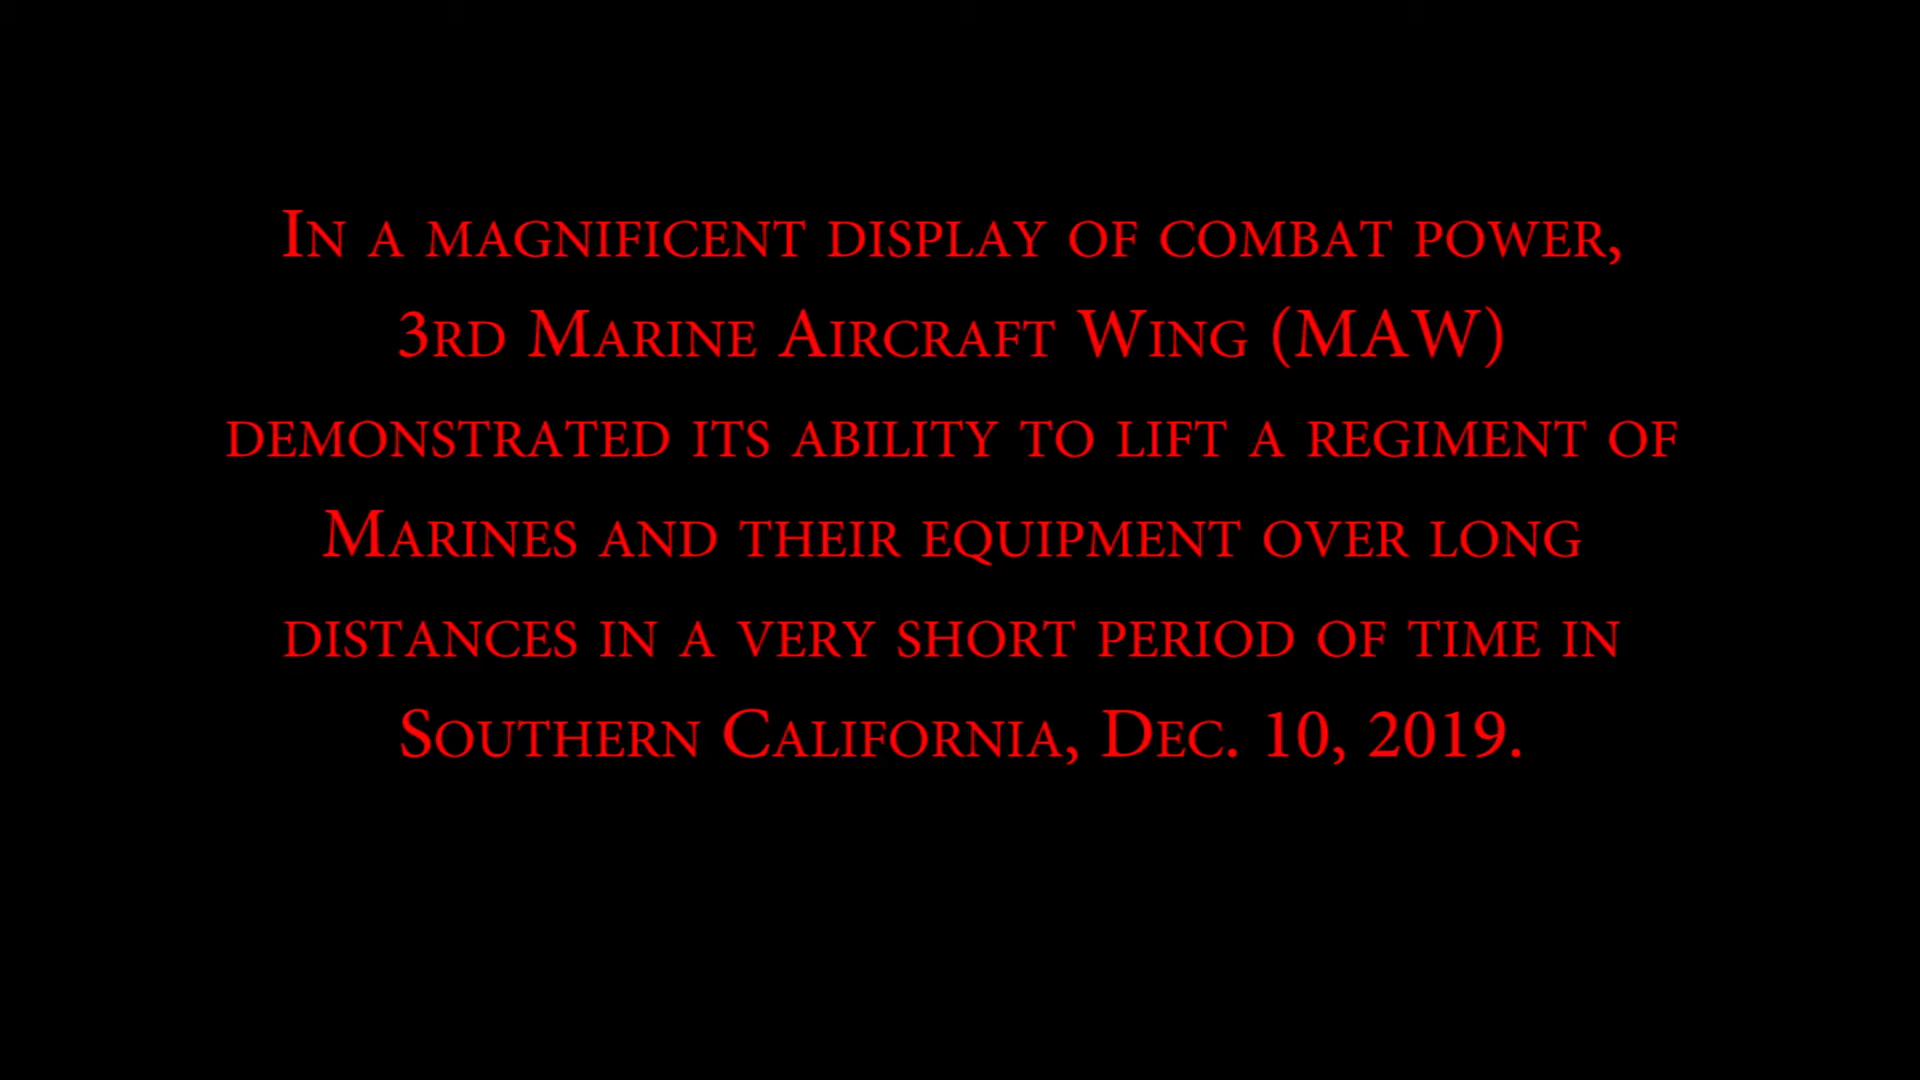 In a magnificent display of combat power,
3rd Marine Aircraft Wing (MAW)
demonstrated its ability to lift a regiment of
Marines and their equipment over long
distances in a very short period of time in
Southern California, Dec. 10, 2019.